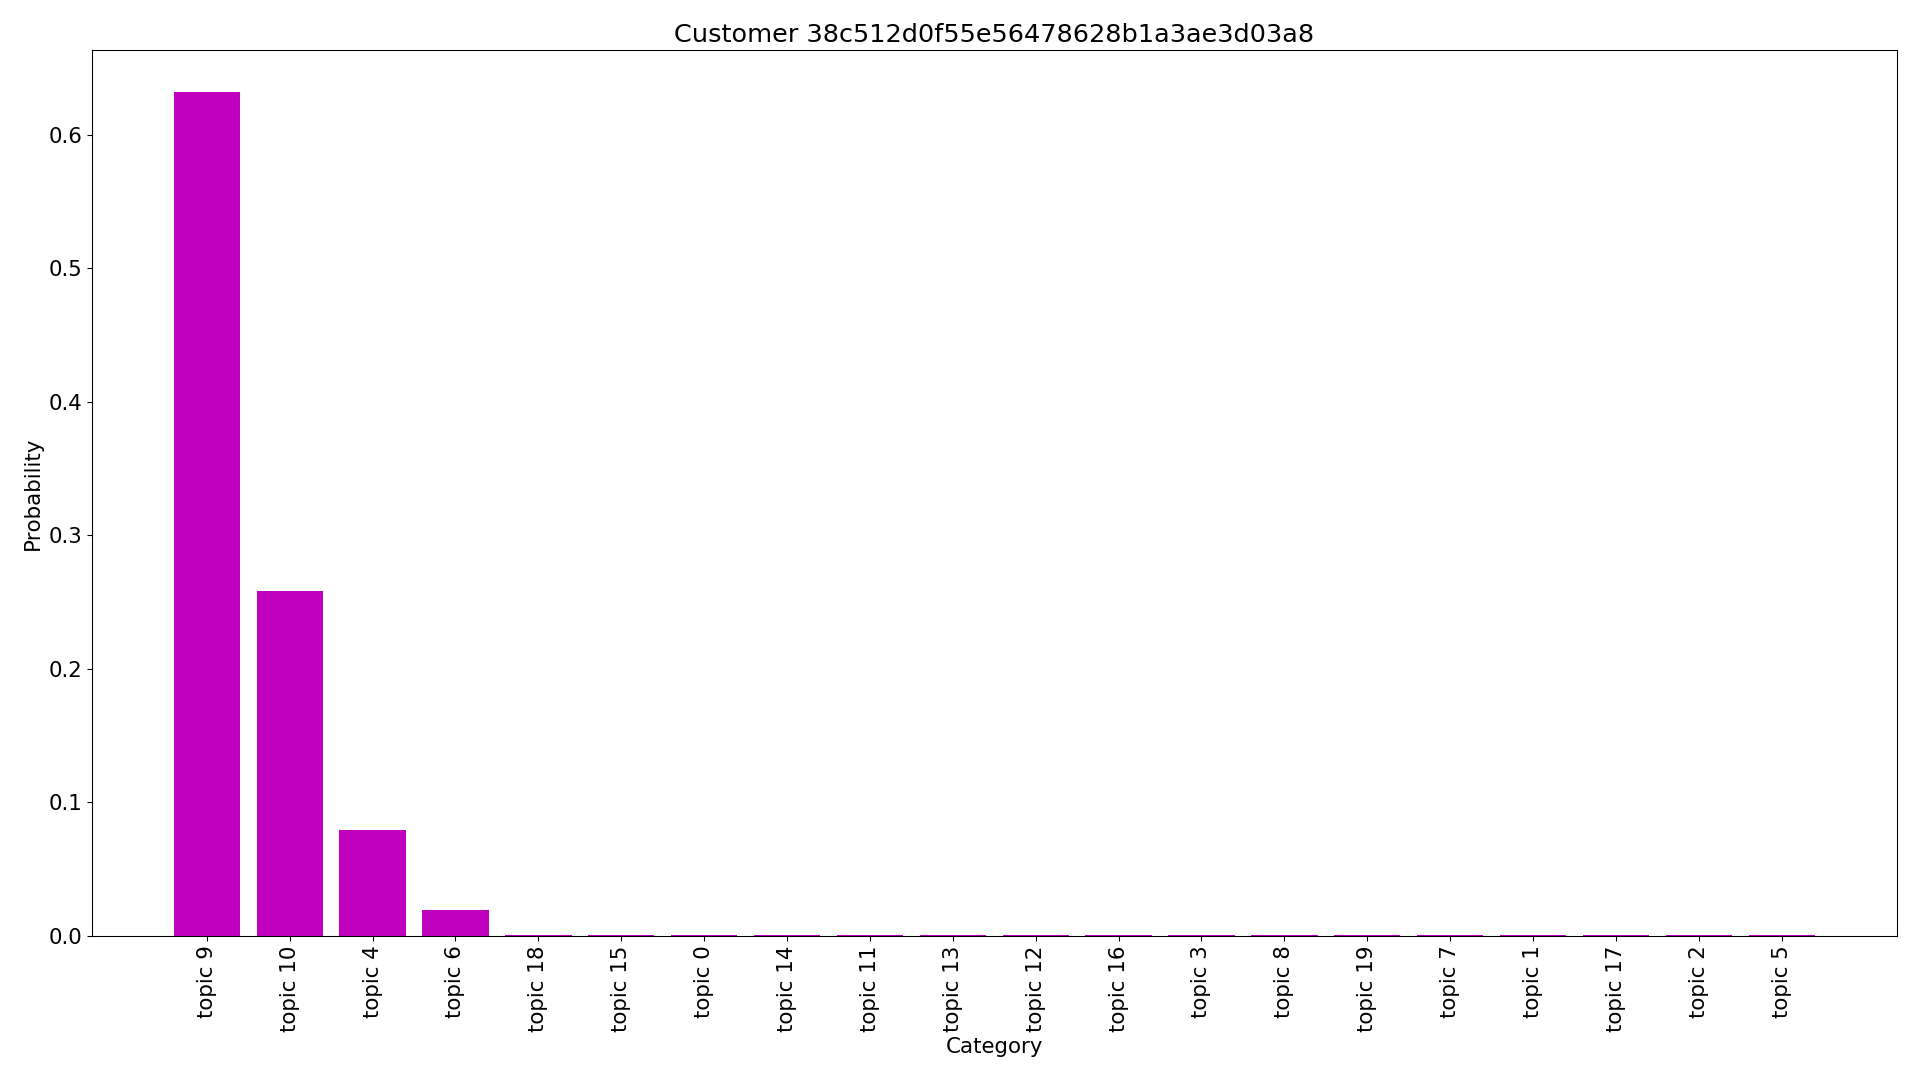 Customer 38c512d0f55e56478628b1a3ae3d03a8
Probability
0.6
0.5
0.4
0.3
0.2
0.1
0.0
topic 9
topic 10
topic 4
topic 6
topic 18
topic 15
topic 0
topic 14
topic 11
topic 13
topic 12
topic 16
topic 3
topic 8
topic 19
topic 7
topic 1
topic 17
topic 2
topic 5
Category